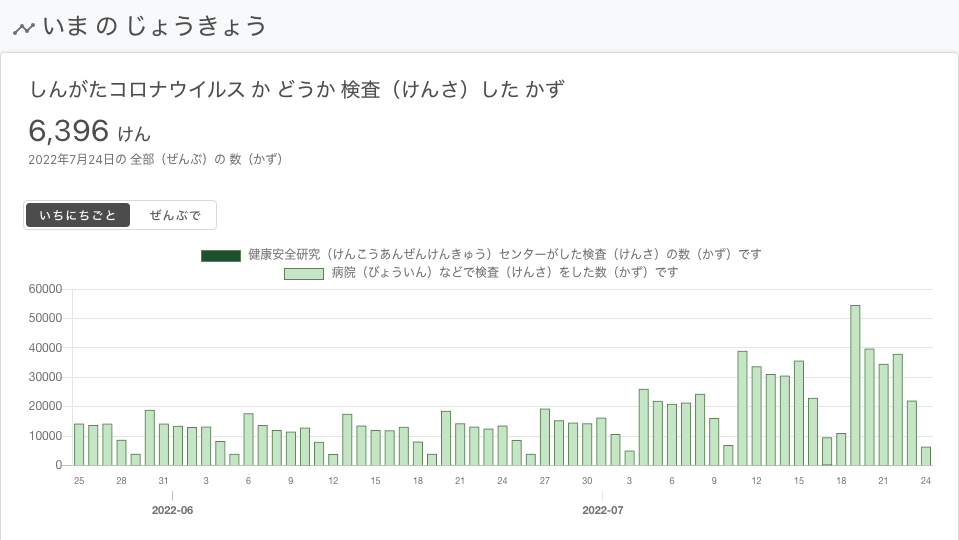 いま の じょうきょう
しんがたコロナウイルス か どうか 検査（けんさ）した かず
6,396 けん
2022年7月24日の 全部（ぜんぶ）の 数（かず）
いちにちごと ぜんぶで
健康安全研究（けんこうあんぜんけんきゅう）センターがした検査（けんさ）の数（かず）です
病院（びょういん）などで検査（けんさ）をした数（かず）です
60000
50000
40000
30000
20000
10000
0
25 28 31 3 6 9 12 15 18 21 24 27 30 3 6 9 12 15 18 21 24
2022-06 2022-07